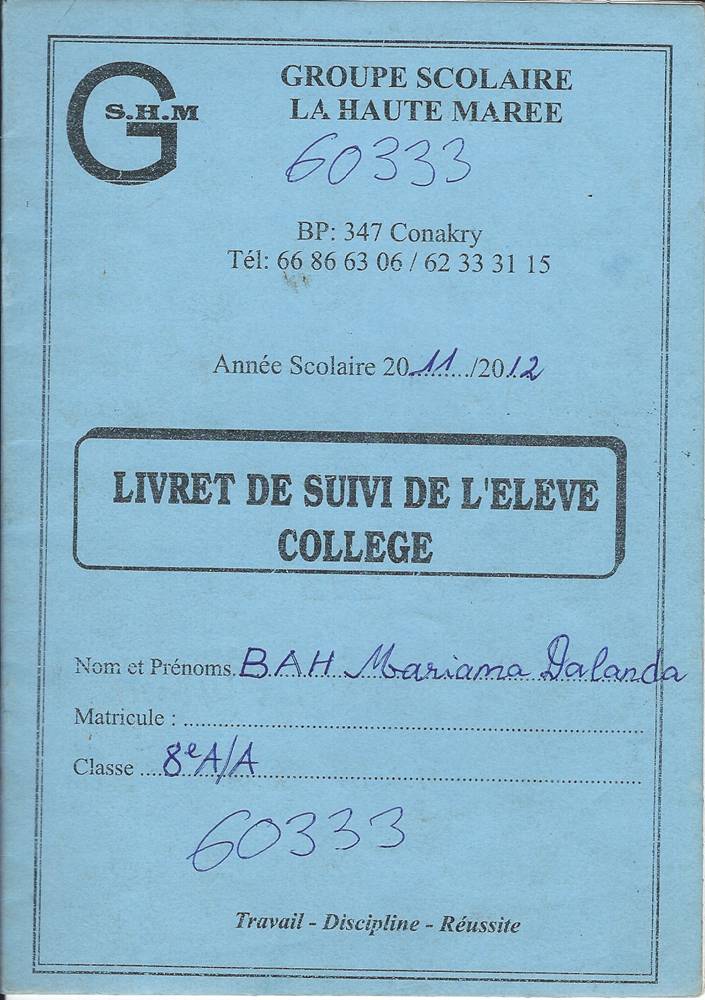 G S.H.M
GROUPE SCOLAIRE
LA HAUTE MAREE
60333
BP: 347 Conakry
Tél: 66 86 63 06 / 62 33 31 15
Année Scolaire 2011/2012
LIVRET DE SUIVI DE L'ELEVE
COLLEGE
Nom et Prénoms. BAH Mariama Dalanda
Matricule :
Classe 8e A/A
60333
Travail - Discipline - Réussite